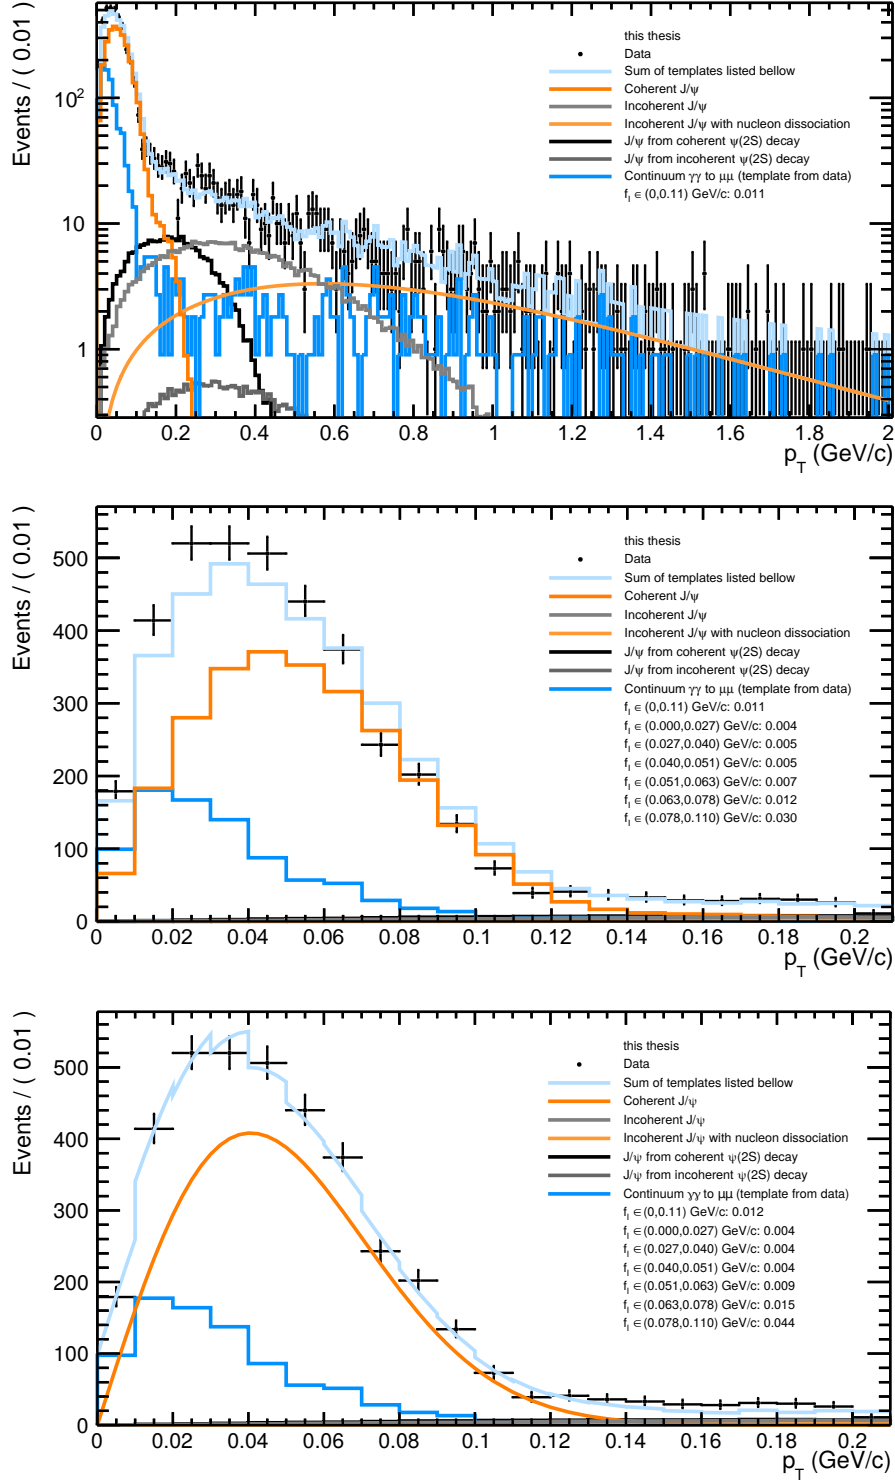 Events / ( 0.01 )
10²
10
1
this thesis
Data
Sum of templates listed bellow
Coherent J/ψ
Incoherent J/ψ
Incoherent J/ψ with nucleon dissociation
J/ψ from coherent ψ(2S) decay
J/ψ from incoherent ψ(2S) decay
Continuum γγ to μμ (template from data)
f_I ∈ (0,0.11) GeV/c: 0.011
0 0.2 0.4 0.6 0.8 1 1.2 1.4 1.6 1.8 2
p_T (GeV/c)
Events / ( 0.01 )
500
400
300
200
100
0
this thesis
Data
Sum of templates listed bellow
Coherent J/ψ
Incoherent J/ψ
Incoherent J/ψ with nucleon dissociation
J/ψ from coherent ψ(2S) decay
J/ψ from incoherent ψ(2S) decay
Continuum γγ to μμ (template from data)
f_I ∈ (0,0.11) GeV/c: 0.011
f_I ∈ (0.000,0.027) GeV/c: 0.004
f_I ∈ (0.027,0.040) GeV/c: 0.005
f_I ∈ (0.040,0.051) GeV/c: 0.005
f_I ∈ (0.051,0.063) GeV/c: 0.007
f_I ∈ (0.063,0.078) GeV/c: 0.012
f_I ∈ (0.078,0.110) GeV/c: 0.030
0 0.02 0.04 0.06 0.08 0.1 0.12 0.14 0.16 0.18 0.2
p_T (GeV/c)
Events / ( 0.01 )
500
400
300
200
100
0
this thesis
Data
Sum of templates listed bellow
Coherent J/ψ
Incoherent J/ψ
Incoherent J/ψ with nucleon dissociation
J/ψ from coherent ψ(2S) decay
J/ψ from incoherent ψ(2S) decay
Continuum γγ to μμ (template from data)
f_I ∈ (0,0.11) GeV/c: 0.012
f_I ∈ (0.000,0.027) GeV/c: 0.004
f_I ∈ (0.027,0.040) GeV/c: 0.004
f_I ∈ (0.040,0.051) GeV/c: 0.004
f_I ∈ (0.051,0.063) GeV/c: 0.009
f_I ∈ (0.063,0.078) GeV/c: 0.015
f_I ∈ (0.078,0.110) GeV/c: 0.044
0 0.02 0.04 0.06 0.08 0.1 0.12 0.14 0.16 0.18 0.2
p_T (GeV/c)